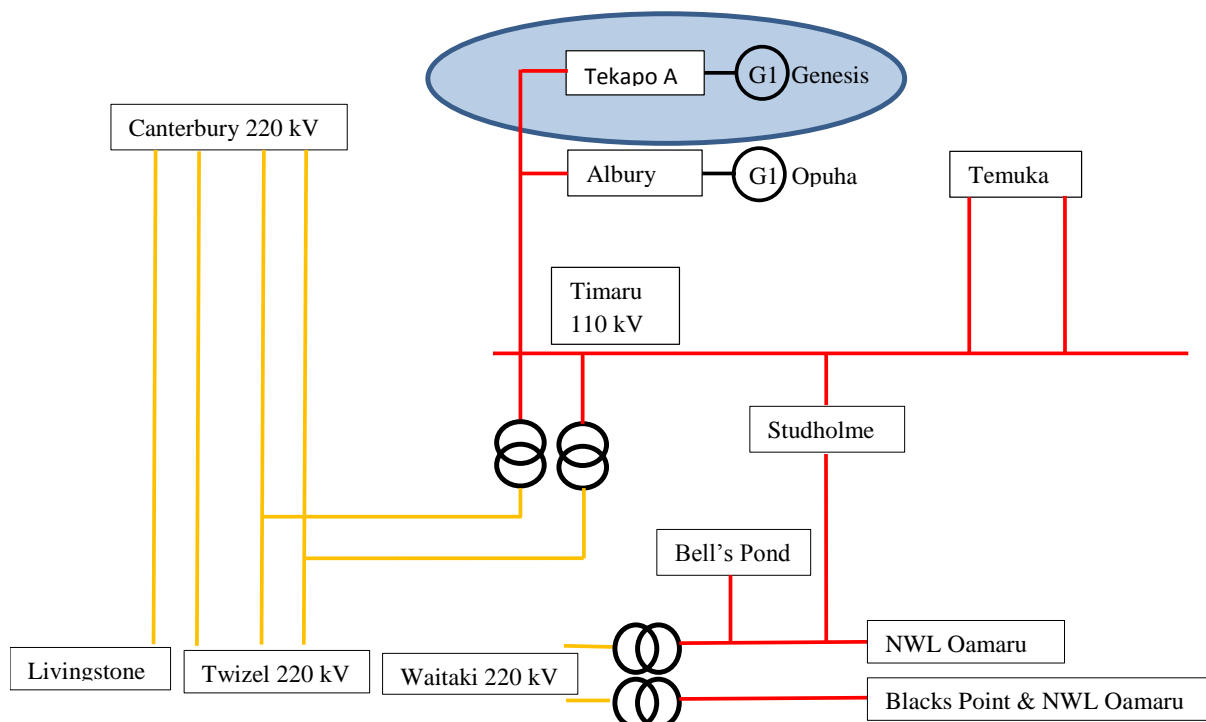 Tekapo A
G1 Genesis
Canterbury 220 kV
Albury
G1 Opuha
Temuka
Timaru
110 kV
Studholme
Bell’s Pond
NWL Oamaru
Livingstone
Twizel 220 kV
Waitaki 220 kV
Blacks Point & NWL Oamaru